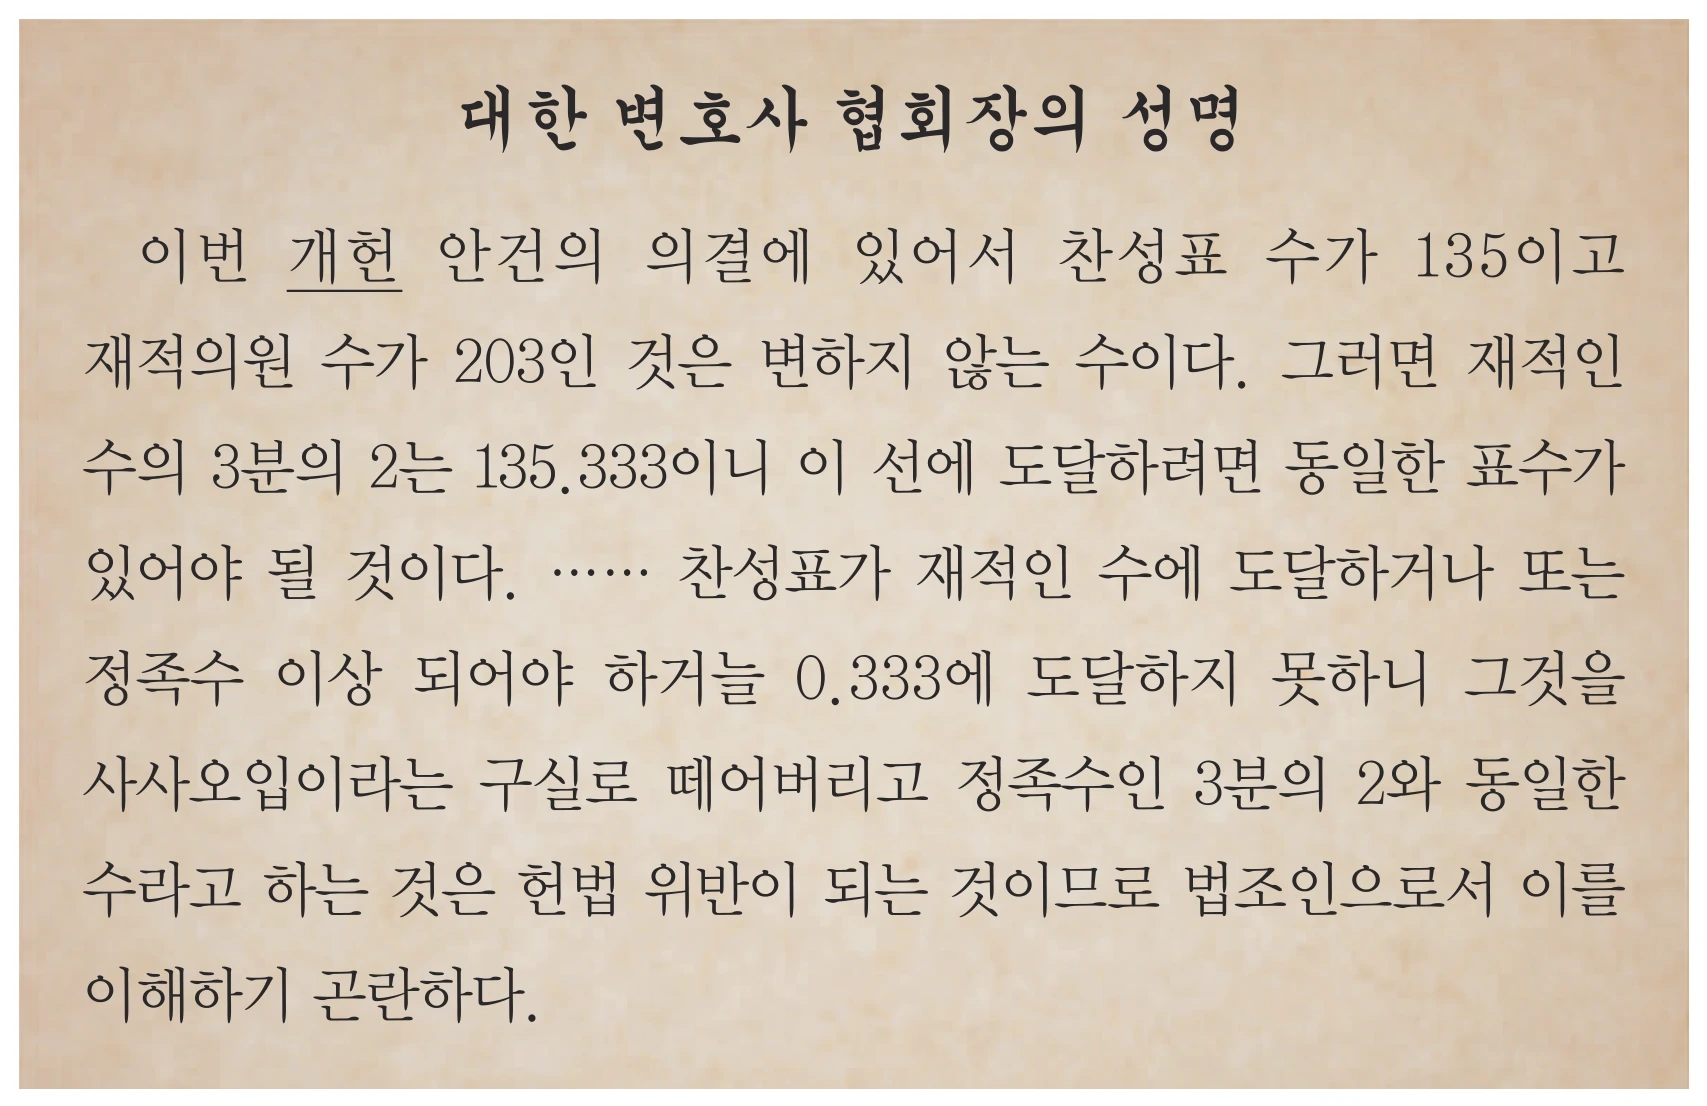 대한 변호사 협회장의 성명
이번 개헌 안건의 의결에 있어서 찬성표 수가 135이고
재적의원 수가 203인 것은 변하지 않는 수이다. 그러면 재적인
수의 3분의 2는 135.333이니 이 선에 도달하려면 동일한 표수가
있어야 될 것이다. …… 찬성표가 재적인 수에 도달하거나 또는
정족수 이상 되어야 하거늘 0.333에 도달하지 못하니 그것을
사사오입이라는 구실로 떼어버리고 정족수인 3분의 2와 동일한
수라고 하는 것은 헌법 위반이 되는 것이므로 법조인으로서 이를
이해하기 곤란하다.